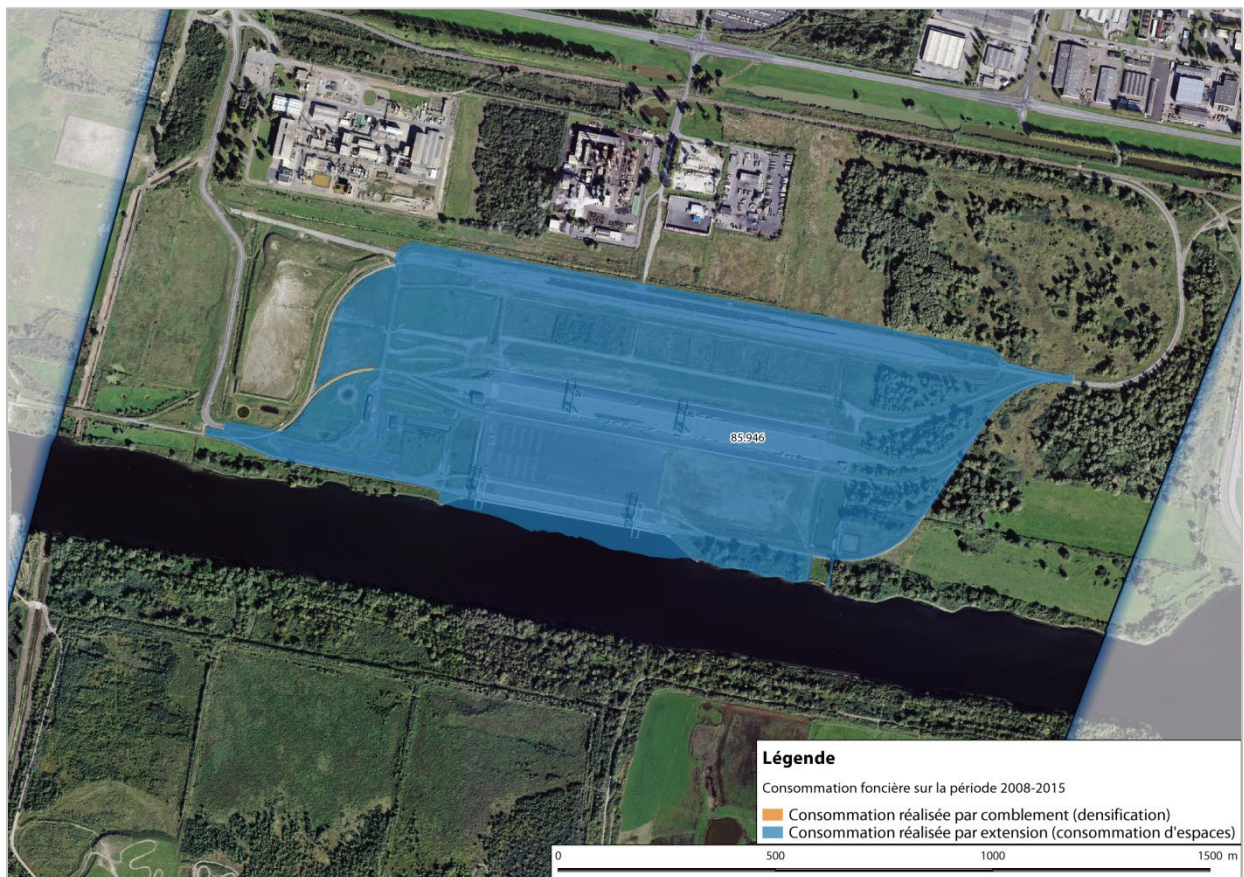 85.946
Légende
Consommation foncière sur la période 2008-2015
Consommation réalisée par comblement (densification)
Consommation réalisée par extension (consommation d'espaces)
0 500 1000 1500 m